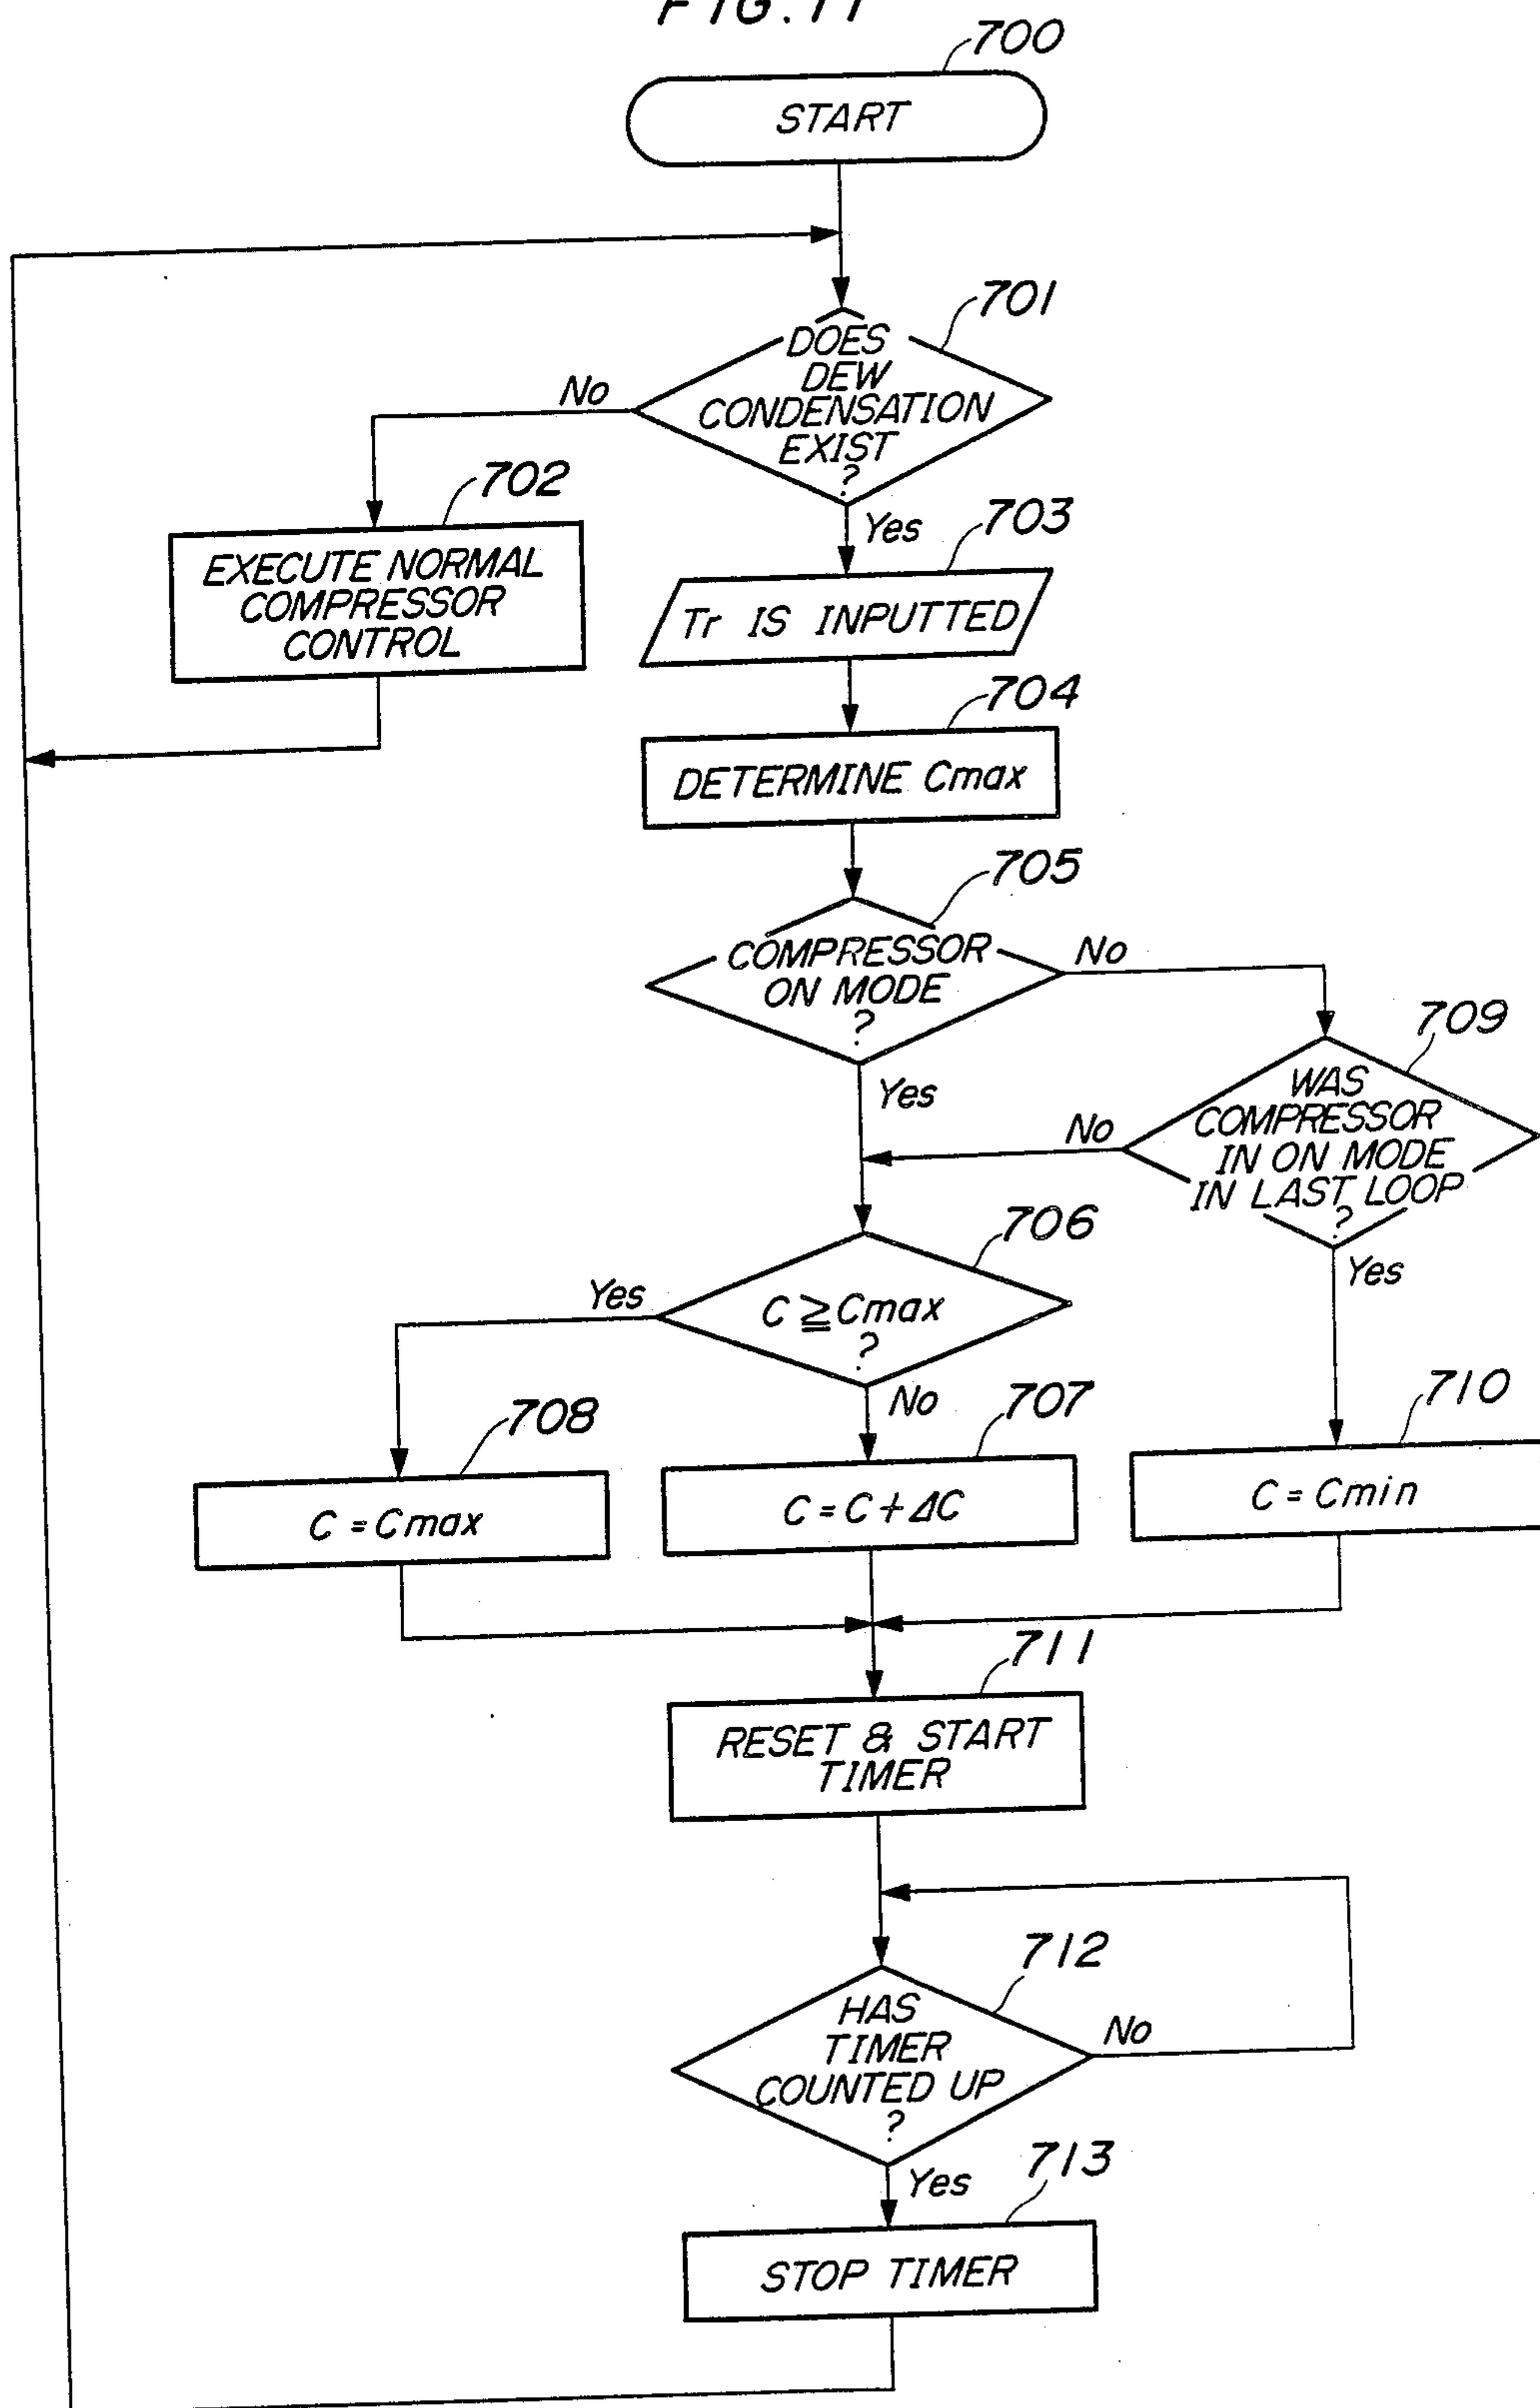 FIG. 11
700
START
701
DOES
DEW
CONDENSATION
EXIST
?
No
Yes
702
EXECUTE NORMAL
COMPRESSOR
CONTROL
703
Tr IS INPUTTED
704
DETERMINE Cmax
705
COMPRESSOR
ON MODE
?
No
Yes
709
WAS
COMPRESSOR
IN ON MODE
IN LAST LOOP
?
No
Yes
706
C ≧ Cmax
?
Yes
No
708
C = Cmax
707
C = C + ΔC
710
C = Cmin
711
RESET & START
TIMER
712
HAS
TIMER
COUNTED UP
?
No
Yes
713
STOP TIMER